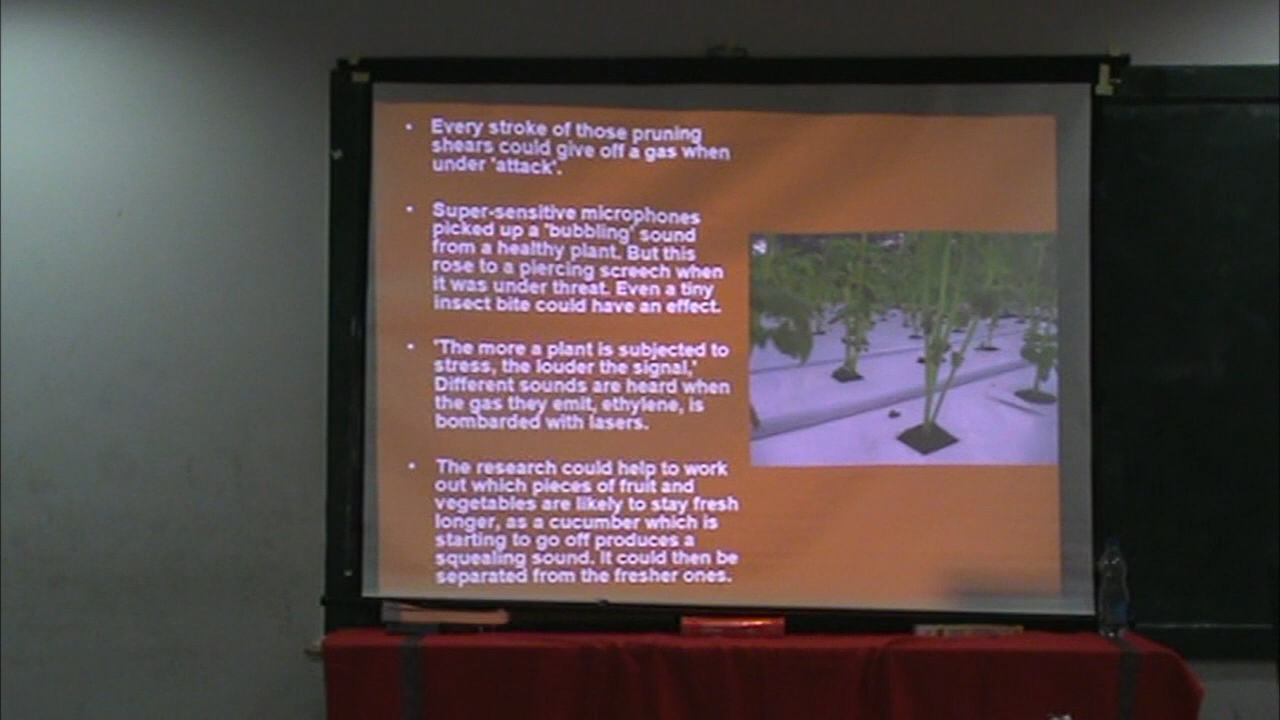 • Every stroke of those pruning
shears could give off a gas when
under 'attack'.
• Super-sensitive microphones
picked up a 'bubbling' sound
from a healthy plant. But this
rose to a piercing screech when
it was under threat. Even a tiny
insect bite could have an effect.
• 'The more a plant is subjected to
stress, the louder the signal,'
Different sounds are heard when
the gas they emit, ethylene, is
bombarded with lasers.
• The research could help to work
out which pieces of fruit and
vegetables are likely to stay fresh
longer, as a cucumber which is
starting to go off produces a
squealing sound. It could then be
separated from the fresher ones.